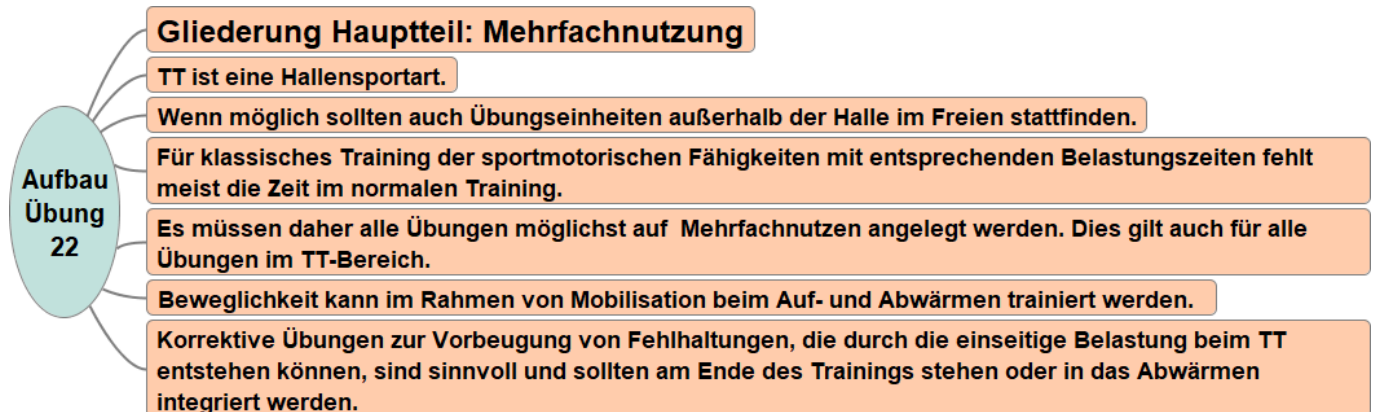 Gliederung Hauptteil: Mehrfachnutzung
TT ist eine Hallensportart.
Wenn möglich sollten auch Übungseinheiten außerhalb der Halle im Freien stattfinden.
Für klassisches Training der sportmotorischen Fähigkeiten mit entsprechenden Belastungszeiten fehlt
meist die Zeit im normalen Training.
Aufbau
Übung
22
Es müssen daher alle Übungen möglichst auf  Mehrfachnutzen angelegt werden. Dies gilt auch für alle
Übungen im TT-Bereich.
Beweglichkeit kann im Rahmen von Mobilisation beim Auf- und Abwärmen trainiert werden.
Korrektive Übungen zur Vorbeugung von Fehlhaltungen, die durch die einseitige Belastung beim TT
entstehen können, sind sinnvoll und sollten am Ende des Trainings stehen oder in das Abwärmen
integriert werden.